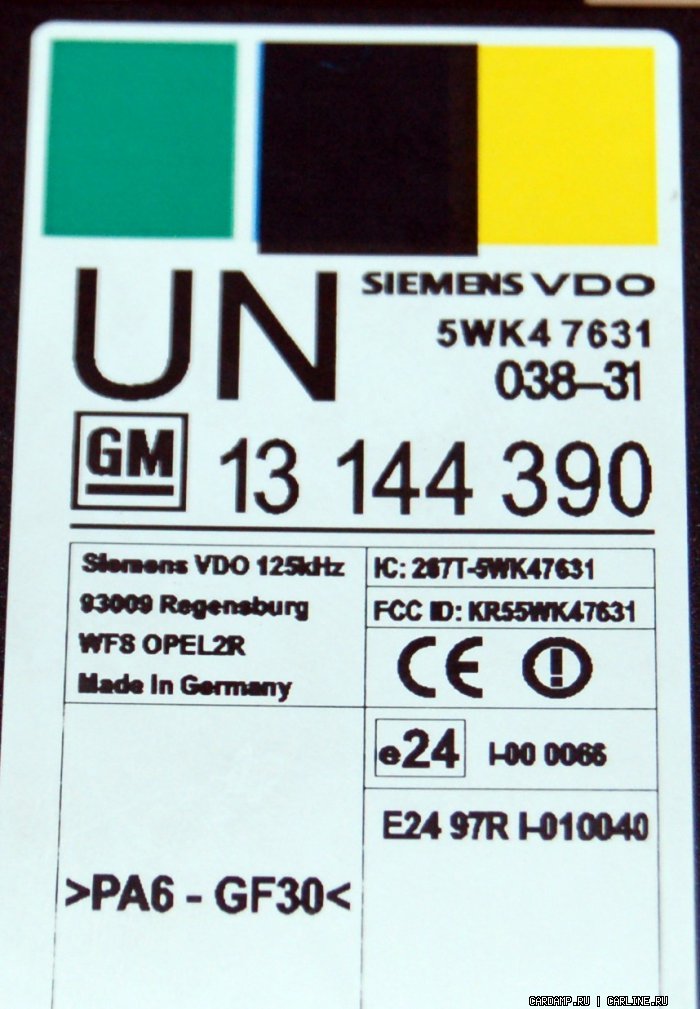 UN
SIEMENS VDO
5WK4 7631
038–31
GM
13 144 390
Siemens VDO 125kHz
93009 Regensburg
WFS OPEL2R
Made In Germany
IC: 267T-5WK47631
FCC ID: KR55WK47631
CE
e24 I-00 0066
E24 97R I-010040
>PA6 - GF30<
CARDAMP.RU | CARLINE.RU